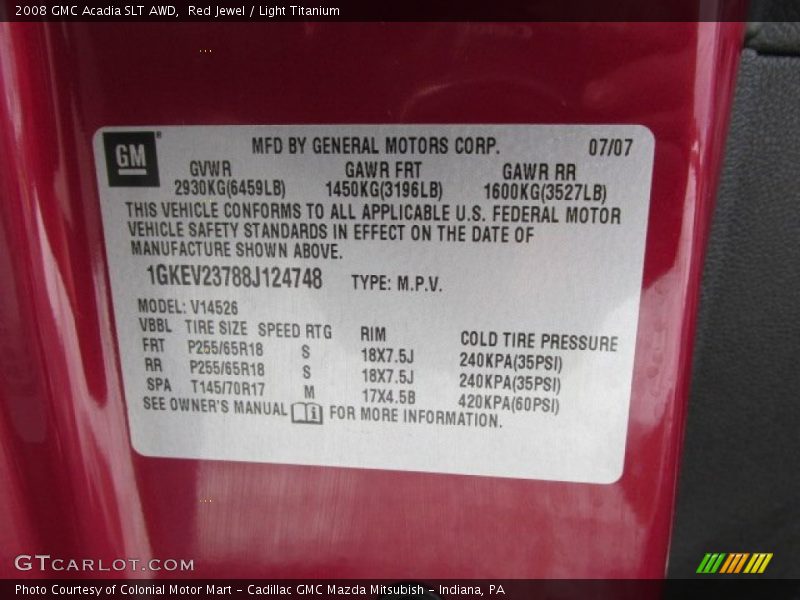 2008 GMC Acadia SLT AWD, Red Jewel / Light Titanium
GM
MFD BY GENERAL MOTORS CORP. 07/07
GVWR GAWR FRT GAWR RR
2930KG(6459LB) 1450KG(3196LB) 1600KG(3527LB)
THIS VEHICLE CONFORMS TO ALL APPLICABLE U.S. FEDERAL MOTOR
VEHICLE SAFETY STANDARDS IN EFFECT ON THE DATE OF
MANUFACTURE SHOWN ABOVE.
1GKEV23788J124748 TYPE: M.P.V.
MODEL: V14526
VBBL TIRE SIZE SPEED RTG RIM COLD TIRE PRESSURE
FRT P255/65R18 S 18X7.5J 240KPA(35PSI)
RR P255/65R18 S 18X7.5J 240KPA(35PSI)
SPA T145/70R17 M 17X4.5B 420KPA(60PSI)
SEE OWNER'S MANUAL i FOR MORE INFORMATION.
GTCARLOT.COM
Photo Courtesy of Colonial Motor Mart - Cadillac GMC Mazda Mitsubish - Indiana, PA